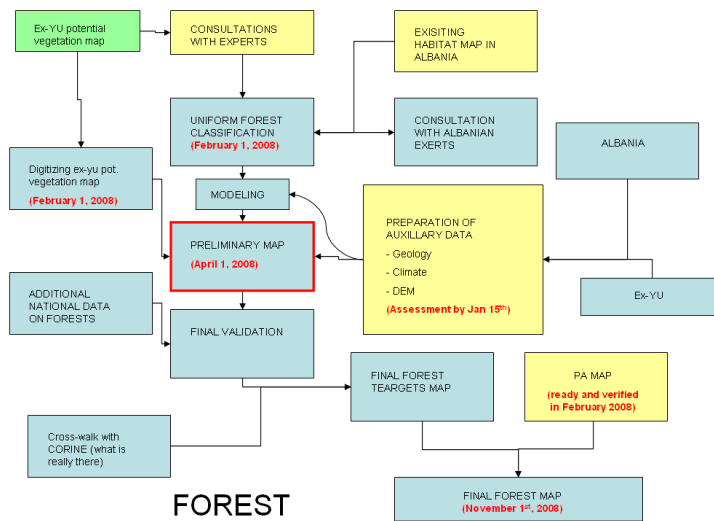 Ex-YU potential
vegetation map
CONSULTATIONS
WITH EXPERTS
EXISITING
HABITAT MAP IN
ALBANIA
UNIFORM FOREST
CLASSIFICATION
(February 1, 2008)
CONSULTATION
WITH ALBANIAN
EXERTS
ALBANIA
Digitizing ex-yu pot.
vegetation map
(February 1, 2008)
MODELING
PREPARATION OF
AUXILLARY DATA
- Geology
- Climate
- DEM
(Assessment by Jan 15th)
PRELIMINARY MAP
(April 1, 2008)
Ex-YU
ADDITIONAL
NATIONAL DATA
ON FORESTS
FINAL VALIDATION
FINAL FOREST
TEARGETS MAP
PA MAP
(ready and verified
in February 2008)
Cross-walk with
CORINE (what is
really there)
FOREST
FINAL FOREST MAP
(November 1st, 2008)